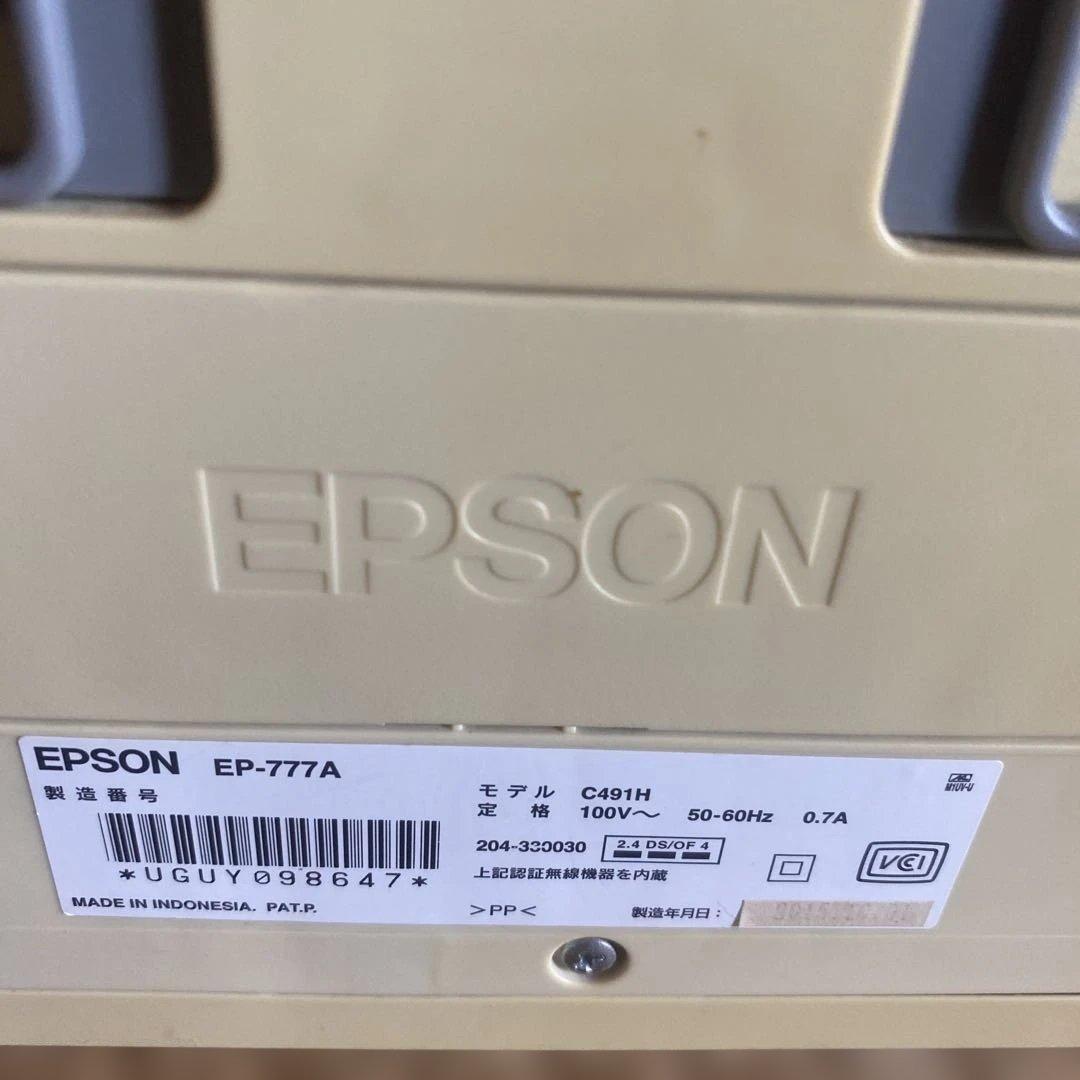 EPSON
EPSON EP-777A
製造番号
*UGUY098647*
MADE IN INDONESIA. PAT.P.
モデル C491H
定格 100V～ 50-60Hz 0.7A
204-330030 2.4 DS/OF 4
上記認証無線機器を内蔵
>PP< 製造年月日:
VCI
M1UV-U